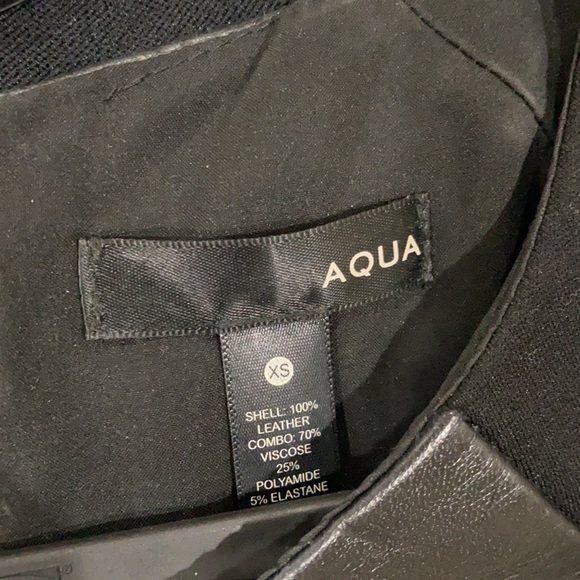 AQUA
XS
SHELL: 100%
LEATHER
COMBO: 70%
VISCOSE
25%
POLYAMIDE
5% ELASTANE